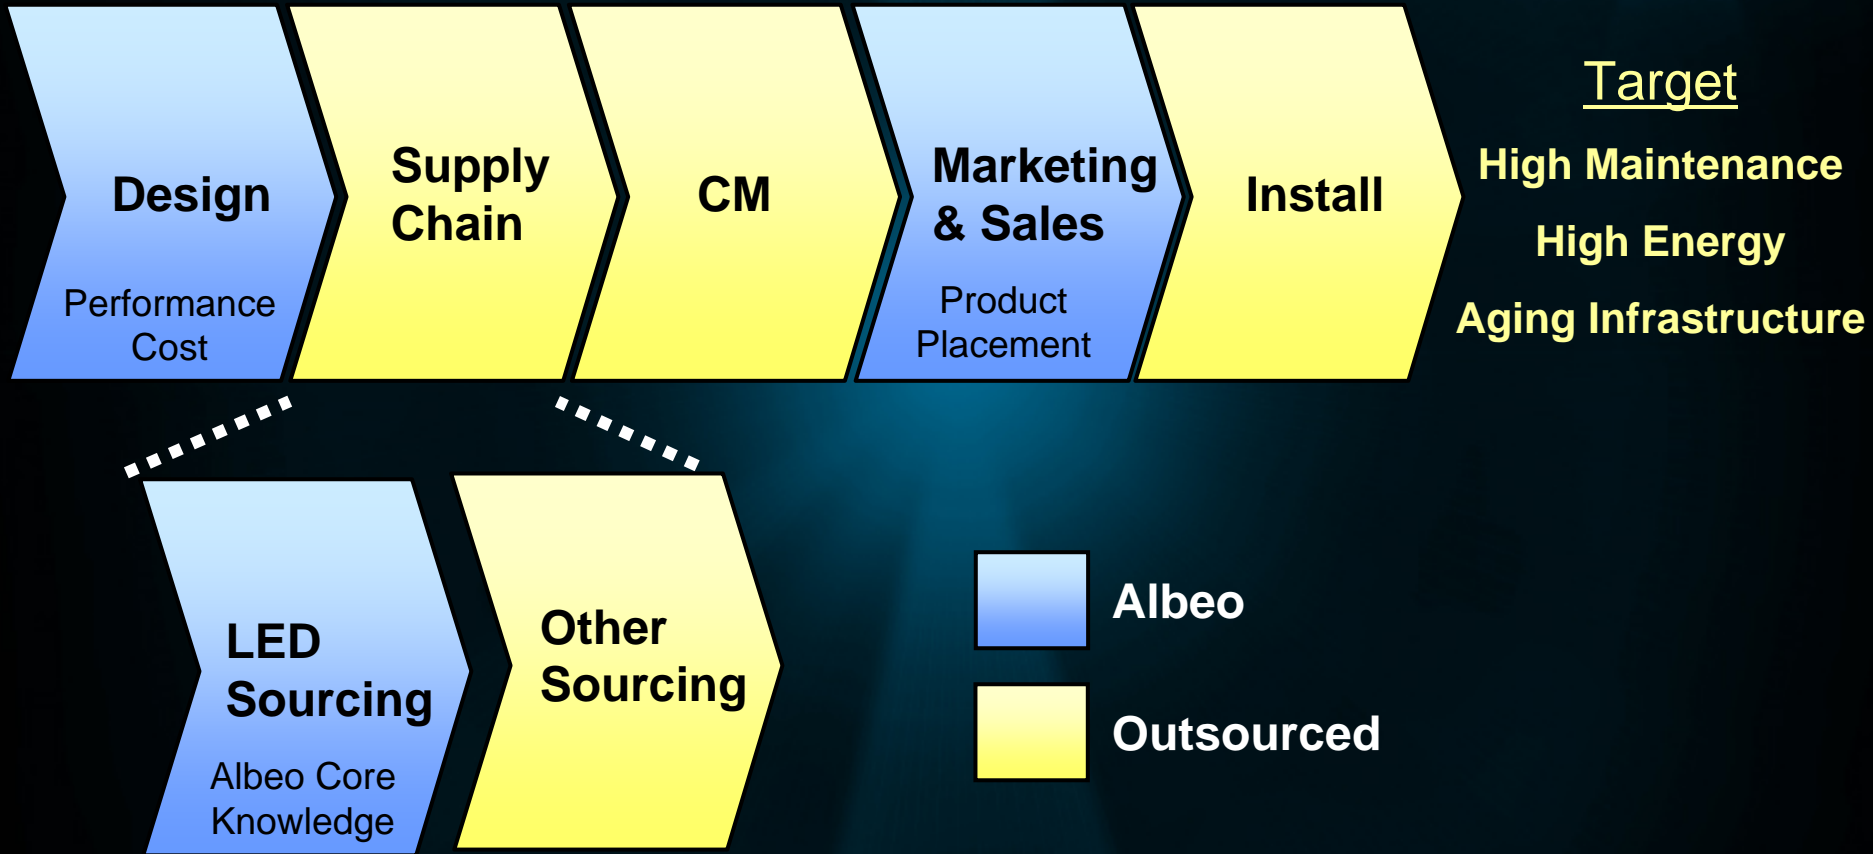 Design
Performance
Cost
Supply
Chain
CM
Marketing
& Sales
Product
Placement
Install
Target
High Maintenance
High Energy
Aging Infrastructure
LED
Sourcing
Albeo Core
Knowledge
Other
Sourcing
Albeo
Outsourced